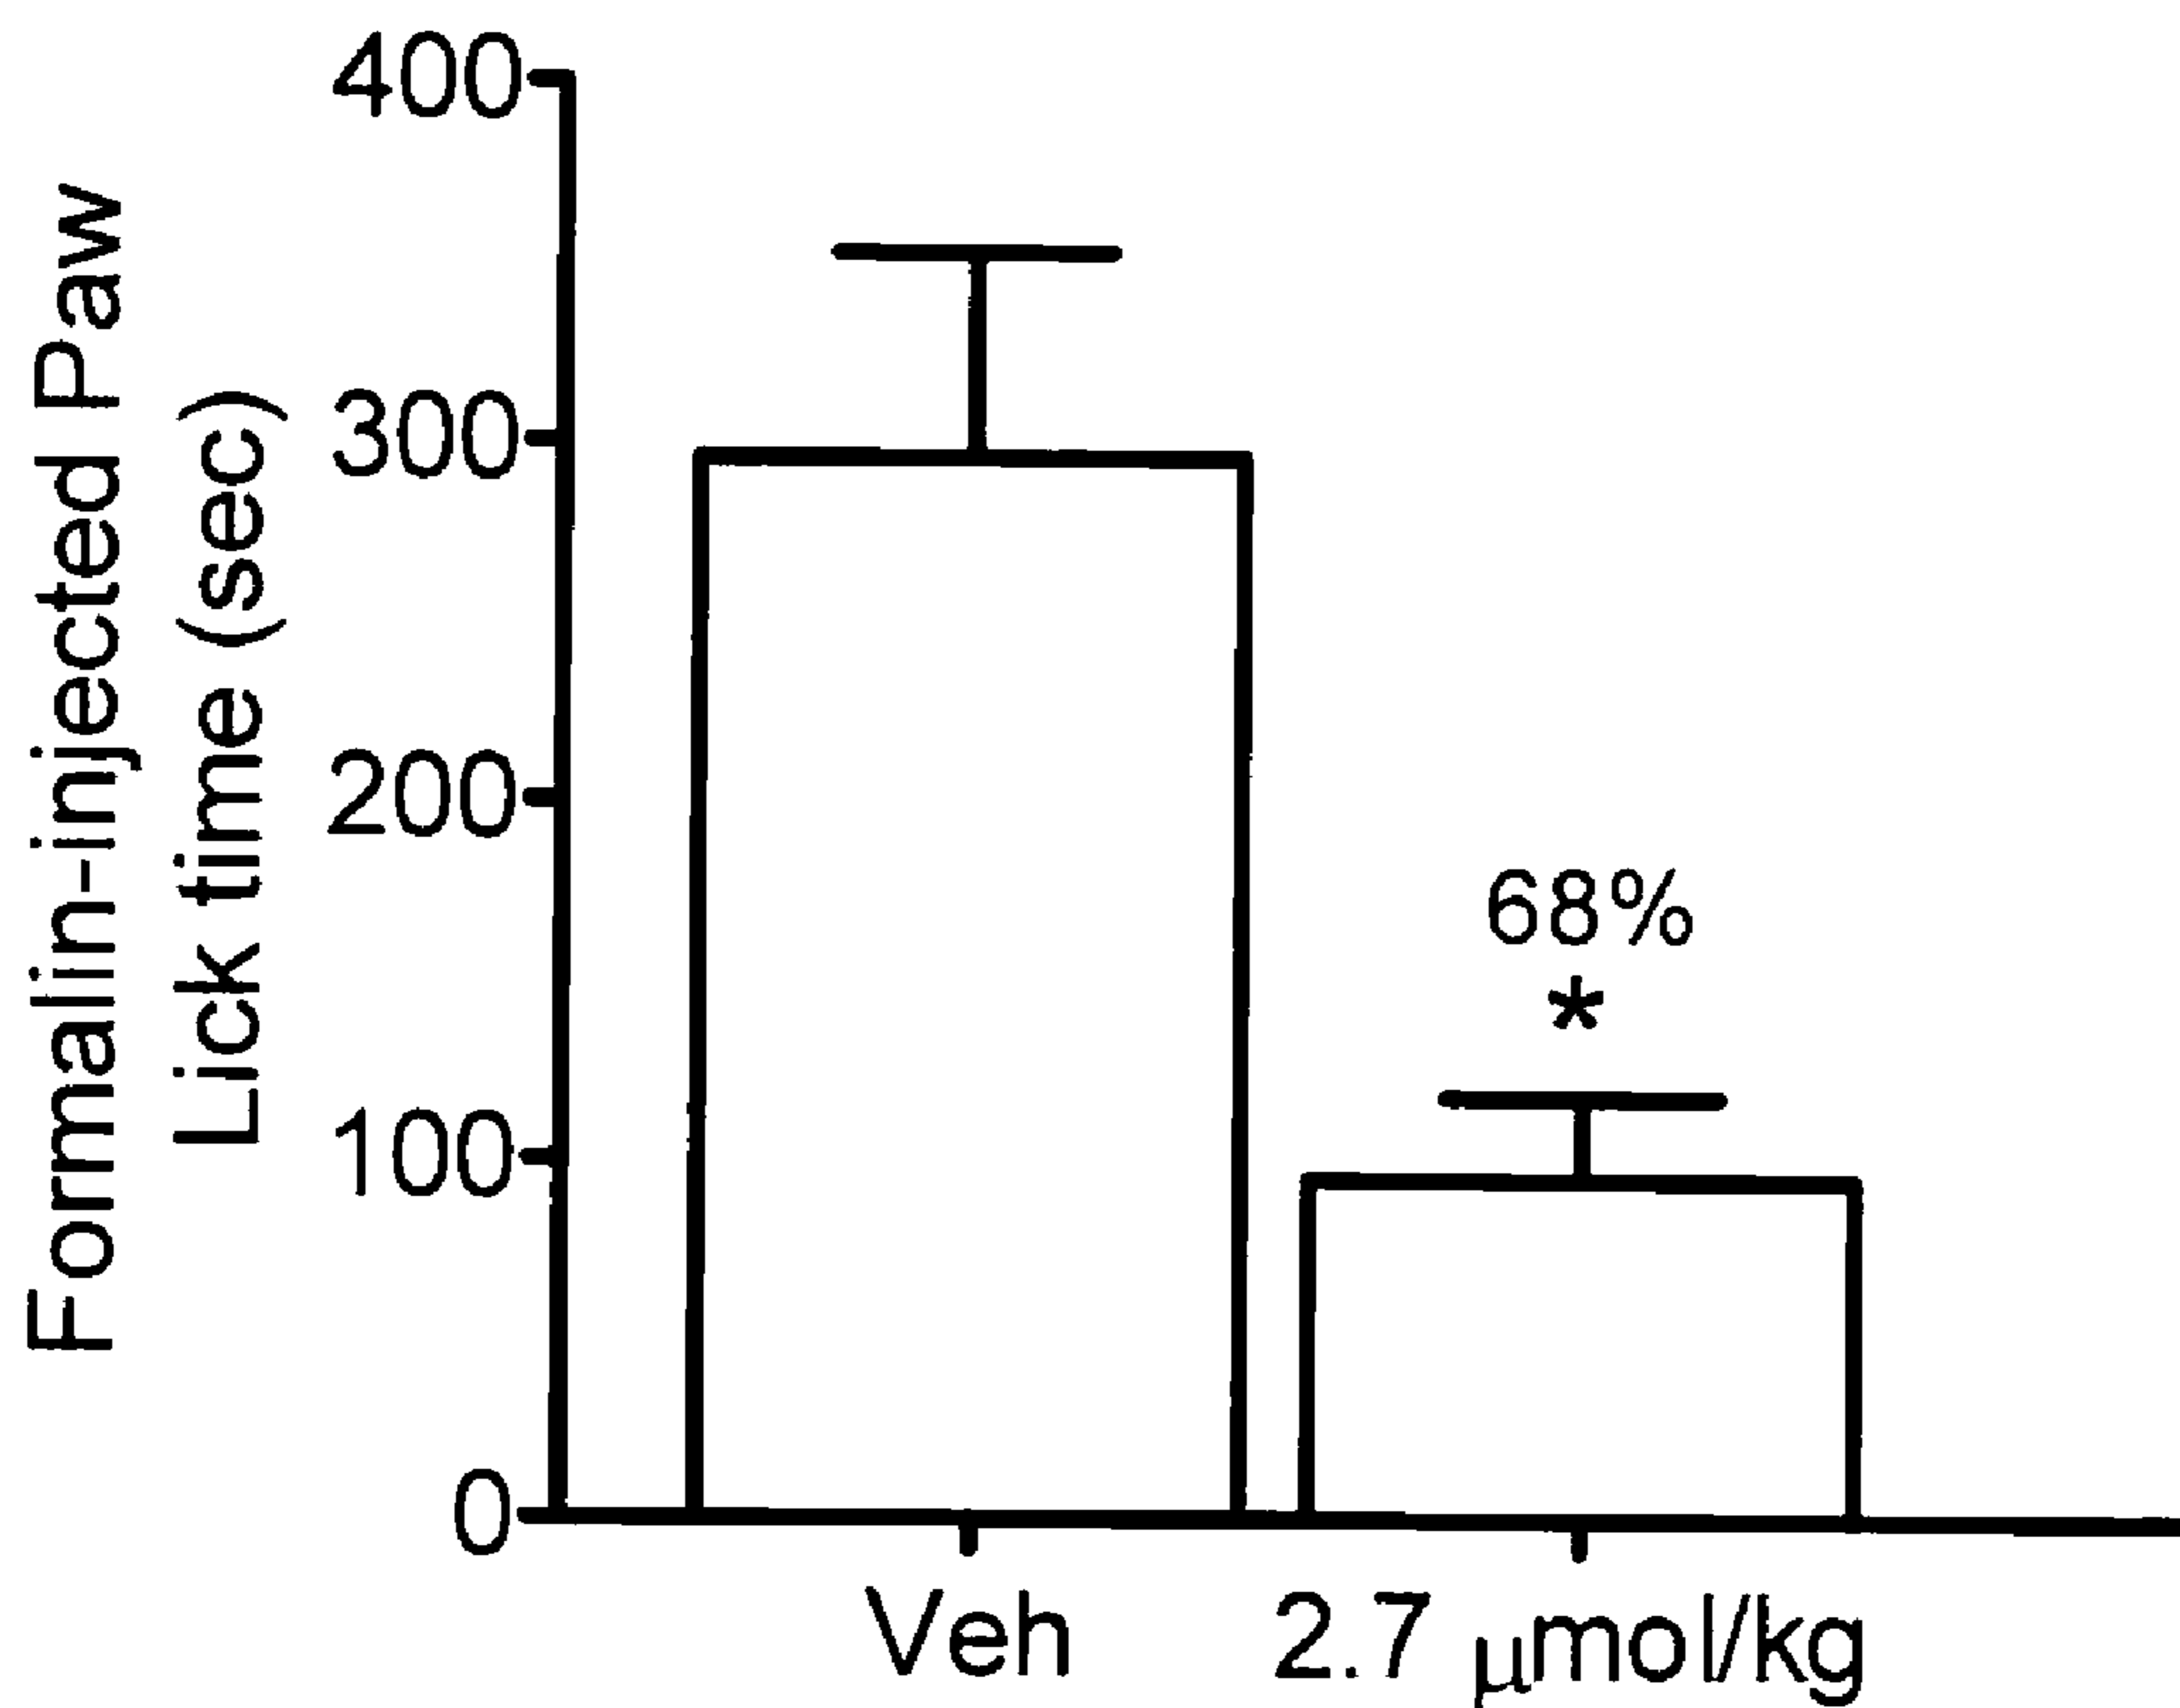 Formalin-injected Paw
Lick time (sec)
400
300
200
100
0
68%
*
Veh
2.7 μmol/kg